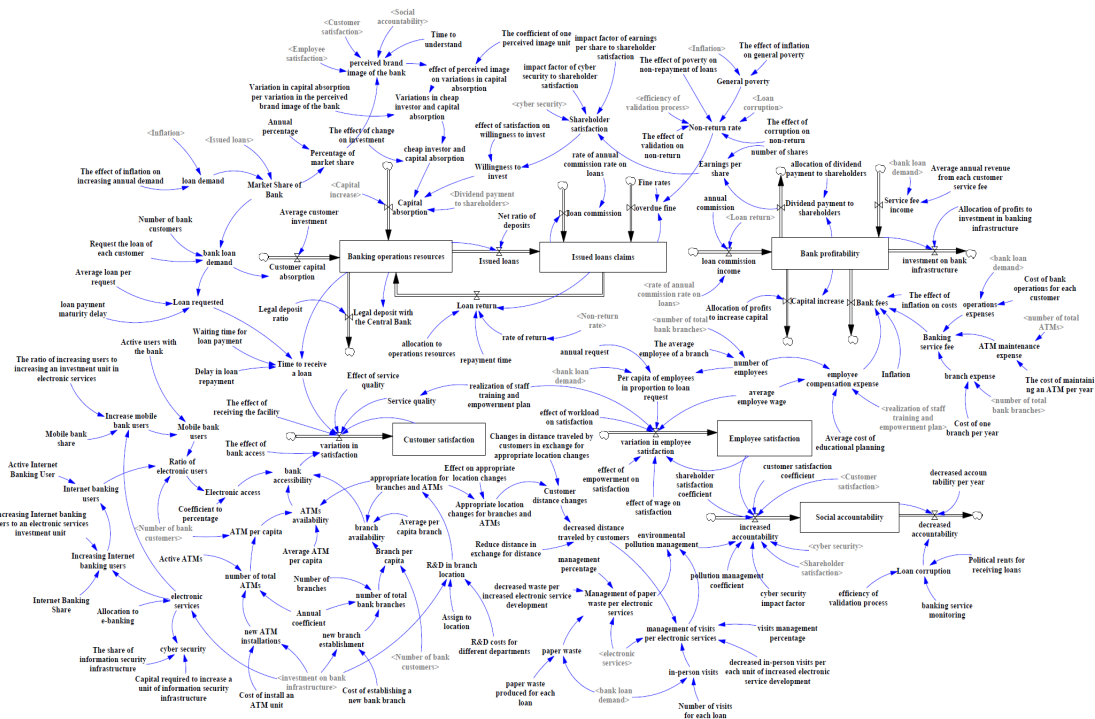 <Customer
satisfaction>
<Social
accountability>
Time to
understand
<Employee
satisfaction>
perceived brand
image of the bank
The coefficient of one
perceived image unit
effect of perceived image
on variations in capital
absorption
impact factor of earnings
per share to shareholder
satisfaction
impact factor of cyber
security to shareholder
satisfaction
<Inflation>
The effect of inflation
on general poverty
The effect of poverty on
non-repayment of loans
General poverty
Variation in capital absorption
per variation in the perceived
brand image of the bank
Variations in cheap
investor and capital
absorption
<cyber security>
<efficiency of
validation process>
<Loan
corruption>
Annual
percentage
The effect of change
on investment
effect of satisfaction on
willingness to invest
Shareholder
satisfaction
Non-return rate
The effect of
corruption on
non-return
The effect of
validation on
non-return
<Inflation>
<Issued loans>
Percentage of
market share
cheap investor and
capital absorption
Willingness to
invest
rate of annual
commission rate on
loans
Earnings per
share
number of shares
allocation of dividend
payment to shareholders
<bank loan
demand>
Average annual revenue
from each customer
service fee
The effect of inflation on
increasing annual demand
loan demand
Market Share of
Bank
<Capital
increase>
Capital
absorption
<Dividend payment
to shareholders>
Fine rates
loan commission
overdue fine
annual
commission
<Loan return>
Dividend payment to
shareholders
Service fee
income
Number of bank
customers
Average customer
investment
Net ratio of
deposits
Allocation of profits to
investment in banking
infrastructure
Request the loan of
each customer
bank loan
demand
Customer capital
absorption
Banking operations resources
Issued loans
Issued loans claims
loan commission
income
Bank profitability
investment on bank
infrastructure
Average loan per
request
<bank loan
demand>
loan payment
maturity delay
Loan requested
Legal deposit
ratio
Legal deposit with
the Central Bank
Loan return
<rate of annual
commission rate on
loans>
Allocation of profits
to increase capital
Capital increase
Bank fees
The effect of
inflation on costs
operations
expenses
Cost of bank
operations for each
customer
Waiting time for
loan payment
allocation to
operations resources
rate of return
<Non-return
rate>
<number of total
bank branches>
<number of total
ATMs>
Active users with
the bank
repayment time
The average
employee of a branch
Banking
service fee
ATM maintenance
expense
The ratio of increasing users to
increasing an investment unit in
electronic services
Delay in loan
repayment
Time to receive
a loan
annual request
<bank loan
demand>
number of
employees
employee
compensation expense
Inflation
branch expense
The cost of maintaini
ng an ATM per year
Effect of service
quality
Service quality
realization of staff
training and
empowerment plan
Per capita of employees
in proportion to loan
request
average
employee wage
<realization of staff
training and
empowerment plan>
<number of total
bank branches>
The effect of
receiving the facility
effect of workload
on satisfaction
Average cost of
educational planning
Cost of one
branch per year
Increase mobile
bank users
Mobile bank
users
Mobile bank
share
The effect of
bank access
variation in
satisfaction
Customer satisfaction
Changes in distance traveled by
customers in exchange for
appropriate location changes
variation in employee
satisfaction
Employee satisfaction
Active Internet
Banking User
Ratio of
electronic users
bank
accessibility
appropriate location for
branches and ATMs
Effect on appropriate
location changes
effect of
empowerment on
satisfaction
shareholder
satisfaction
coefficient
customer satisfaction
coefficient
<Customer
satisfaction>
decreased accoun
tability per year
Internet banking
users
Electronic access
Appropriate location
changes for branches and
ATMs
Customer
distance changes
effect of wage on
satisfaction
Coefficient to
percentage
ATMs
availability
branch
availability
Average per
capita branch
ncreasing Internet banking
ers to an electronic services
investment unit
<Number of bank
customers>
ATM per capita
decreased distance
traveled by customers
environmental
pollution management
increased
accountability
Social accountability
decreased
accountability
Reduce distance in
exchange for distance
Increasing Internet
banking users
Active ATMs
Average ATM
per capita
Branch per
capita
R&D in branch
location
management
percentage
<cyber security>
<Shareholder
satisfaction>
Political rents for
receiving loans
Loan corruption
number of total
ATMs
Number of
branches
decreased waste per
increased electronic service
development
Management of paper
waste per electronic
services
pollution management
coefficient
cyber security
impact factor
efficiency of
validation process
banking service
monitoring
Internet Banking
Share
electronic
services
number of total
bank branches
Allocation to
e-banking
Annual
coefficient
Assign to
location
management of visits
per electronic services
visits management
percentage
new ATM
installations
new branch
establishment
R&D costs for
different departments
cyber security
The share of
information security
infrastructure
<Number of bank
customers>
paper waste
<electronic
services>
in-person visits
decreased in-person visits per
each unit of increased electronic
service development
Capital required to increase a
unit of information security
infrastructure
<investment on bank
infrastructure>
Cost of install an
ATM unit
Cost of establishing a
new bank branch
paper waste
produced for each
loan
<bank loan
demand>
Number of visits
for each loan